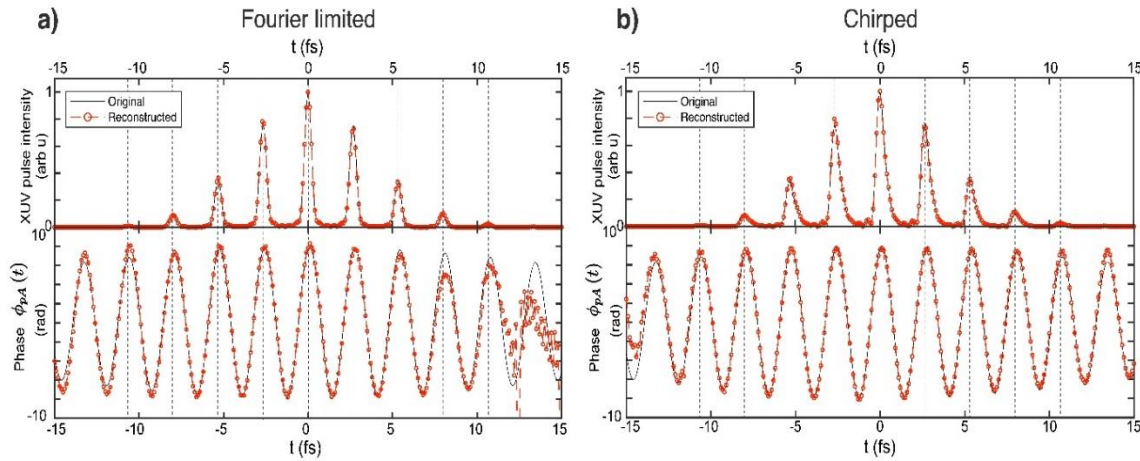 a) Fourier limited
t (fs)
-15 -10 -5 0 5 10 15
1
Original
Reconstructed
XUV pulse intensity
(arb u)
0
10
Phase ϕ_pA (t)
(rad)
-10
-15 -10 -5 0 5 10 15
t (fs)
b) Chirped
t (fs)
-15 -10 -5 0 5 10 15
1
Original
Reconstructed
XUV pulse intensity
(arb u)
0
10
Phase ϕ_pA (t)
(rad)
-10
-15 -10 -5 0 5 10 15
t (fs)